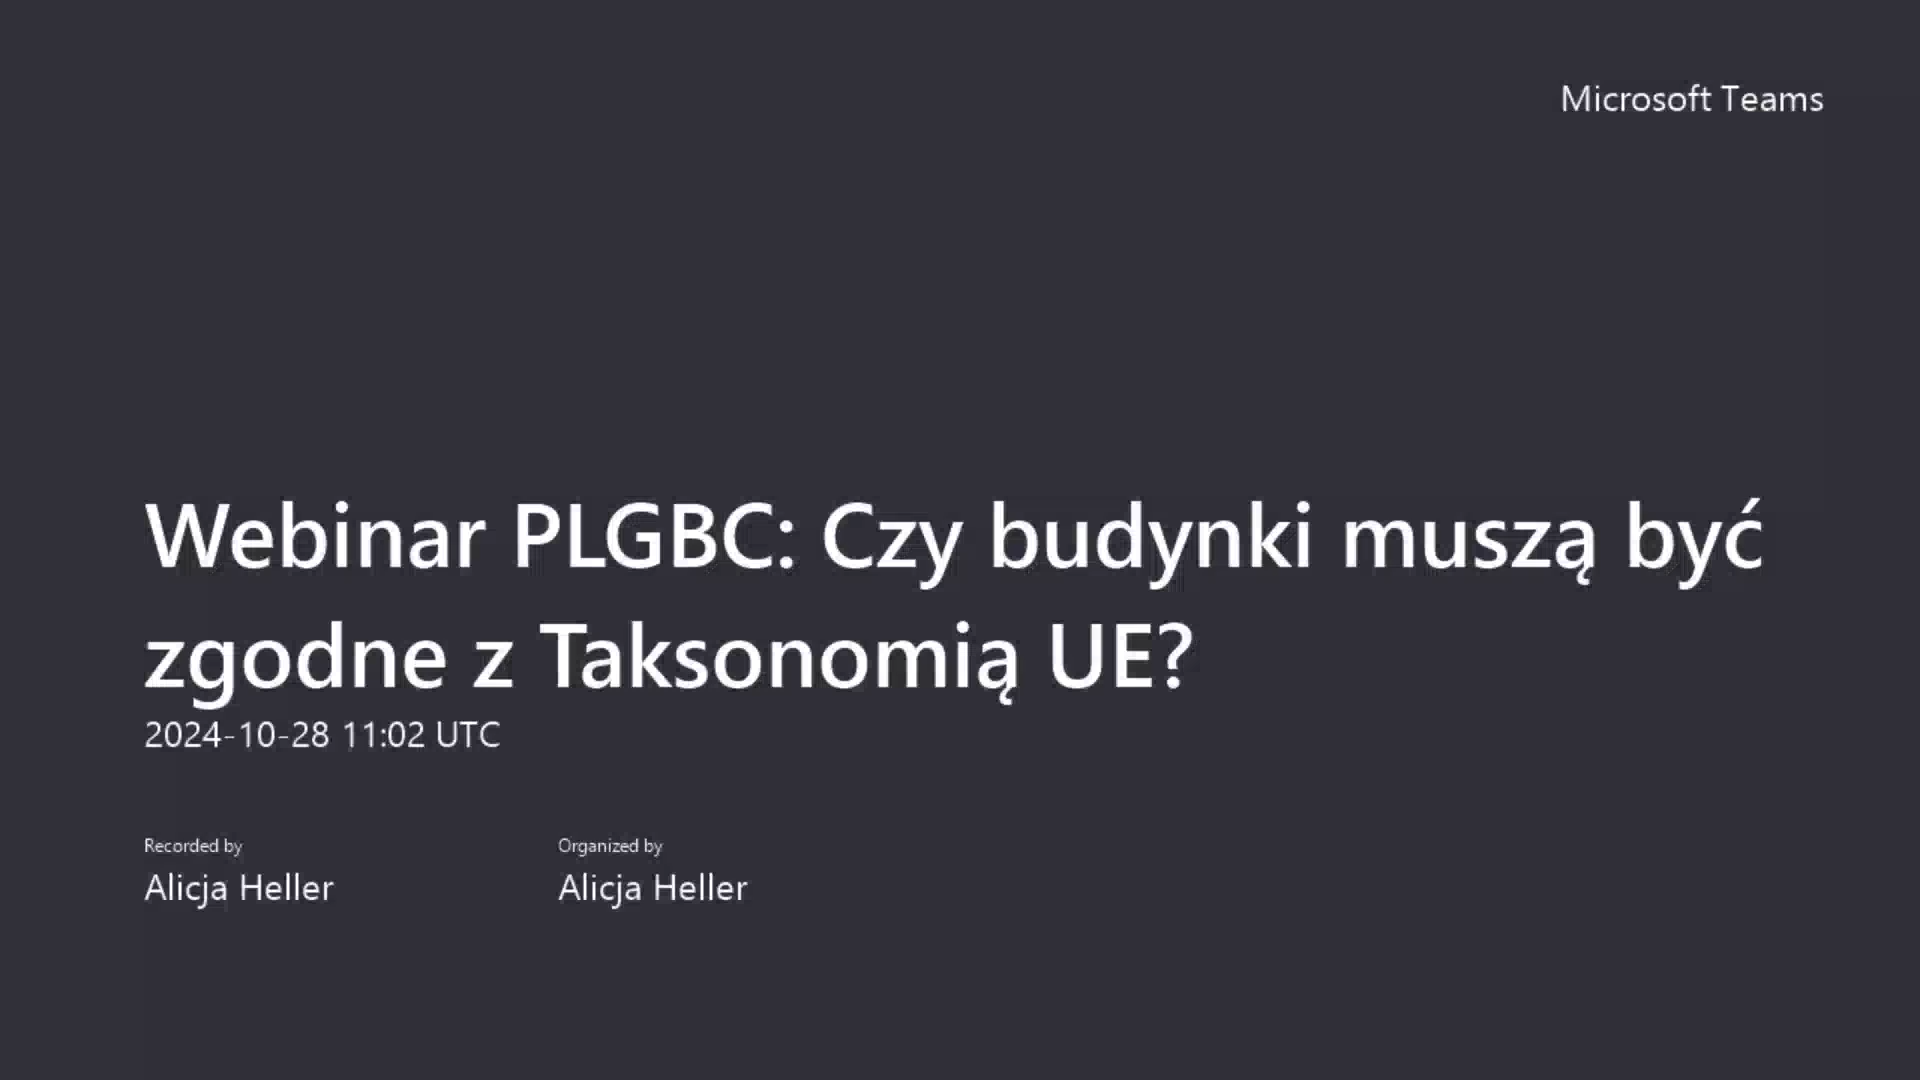 Microsoft Teams
Webinar PLGBC: Czy budynki muszą być
zgodne z Taksonomią UE?
2024-10-28 11:02 UTC
Recorded by
Alicja Heller
Organized by
Alicja Heller